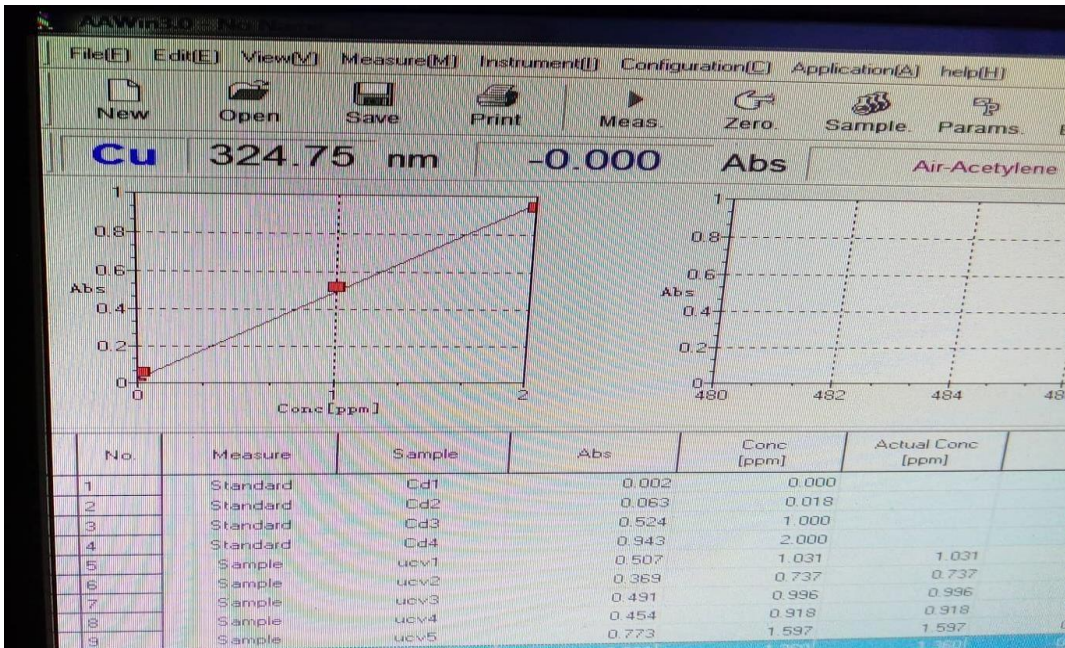 AAWin3.0
File(F) Edit(E) View(V) Measure(M) Instrument(I) Configuration(C) Application(A) help(H)
New Open Save Print Meas. Zero. Sample. Params.
Cu 324.75 nm -0.000 Abs Air-Acetylene
1
0.8
0.6
Abs
0.4
0.2
0
0 1 2
Conc[ppm]
1
0.8
0.6
Abs
0.4
0.2
0
480 482 484 48
No. Measure Sample Abs Conc [ppm] Actual Conc [ppm]
1 Standard Cd1 0.002 0.000
2 Standard Cd2 0.063 0.018
3 Standard Cd3 0.524 1.000
4 Standard Cd4 0.943 2.000
5 Sample ucv1 0.507 1.031 1.031
6 Sample ucv2 0.369 0.737 0.737
7 Sample ucv3 0.491 0.996 0.996
8 Sample ucv4 0.454 0.918 0.918
9 Sample ucv5 0.773 1.597 1.597